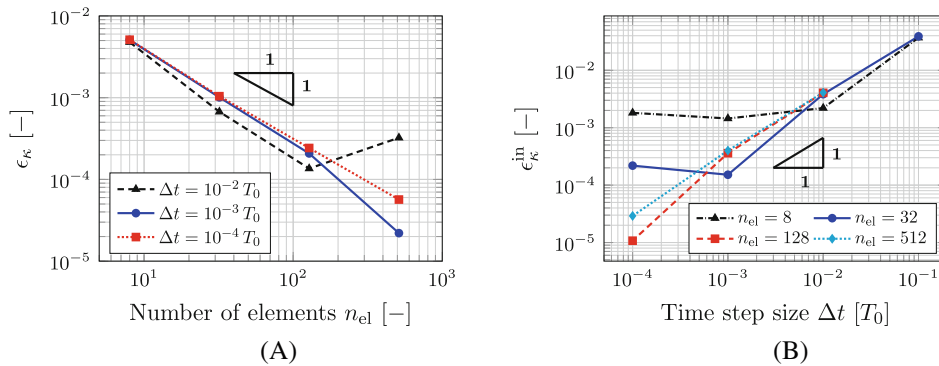 10^{-2}
10^{-3}
10^{-4}
10^{-5}
ϵ_κ [−]
1
1
Δt = 10^{-2} T_0
Δt = 10^{-3} T_0
Δt = 10^{-4} T_0
10^1
10^2
10^3
Number of elements n_el [−]
(A)
10^{-2}
10^{-3}
10^{-4}
10^{-5}
ϵ_κ^in [−]
1
1
n_el = 8
n_el = 32
n_el = 128
n_el = 512
10^{-4}
10^{-3}
10^{-2}
10^{-1}
Time step size Δt [T_0]
(B)